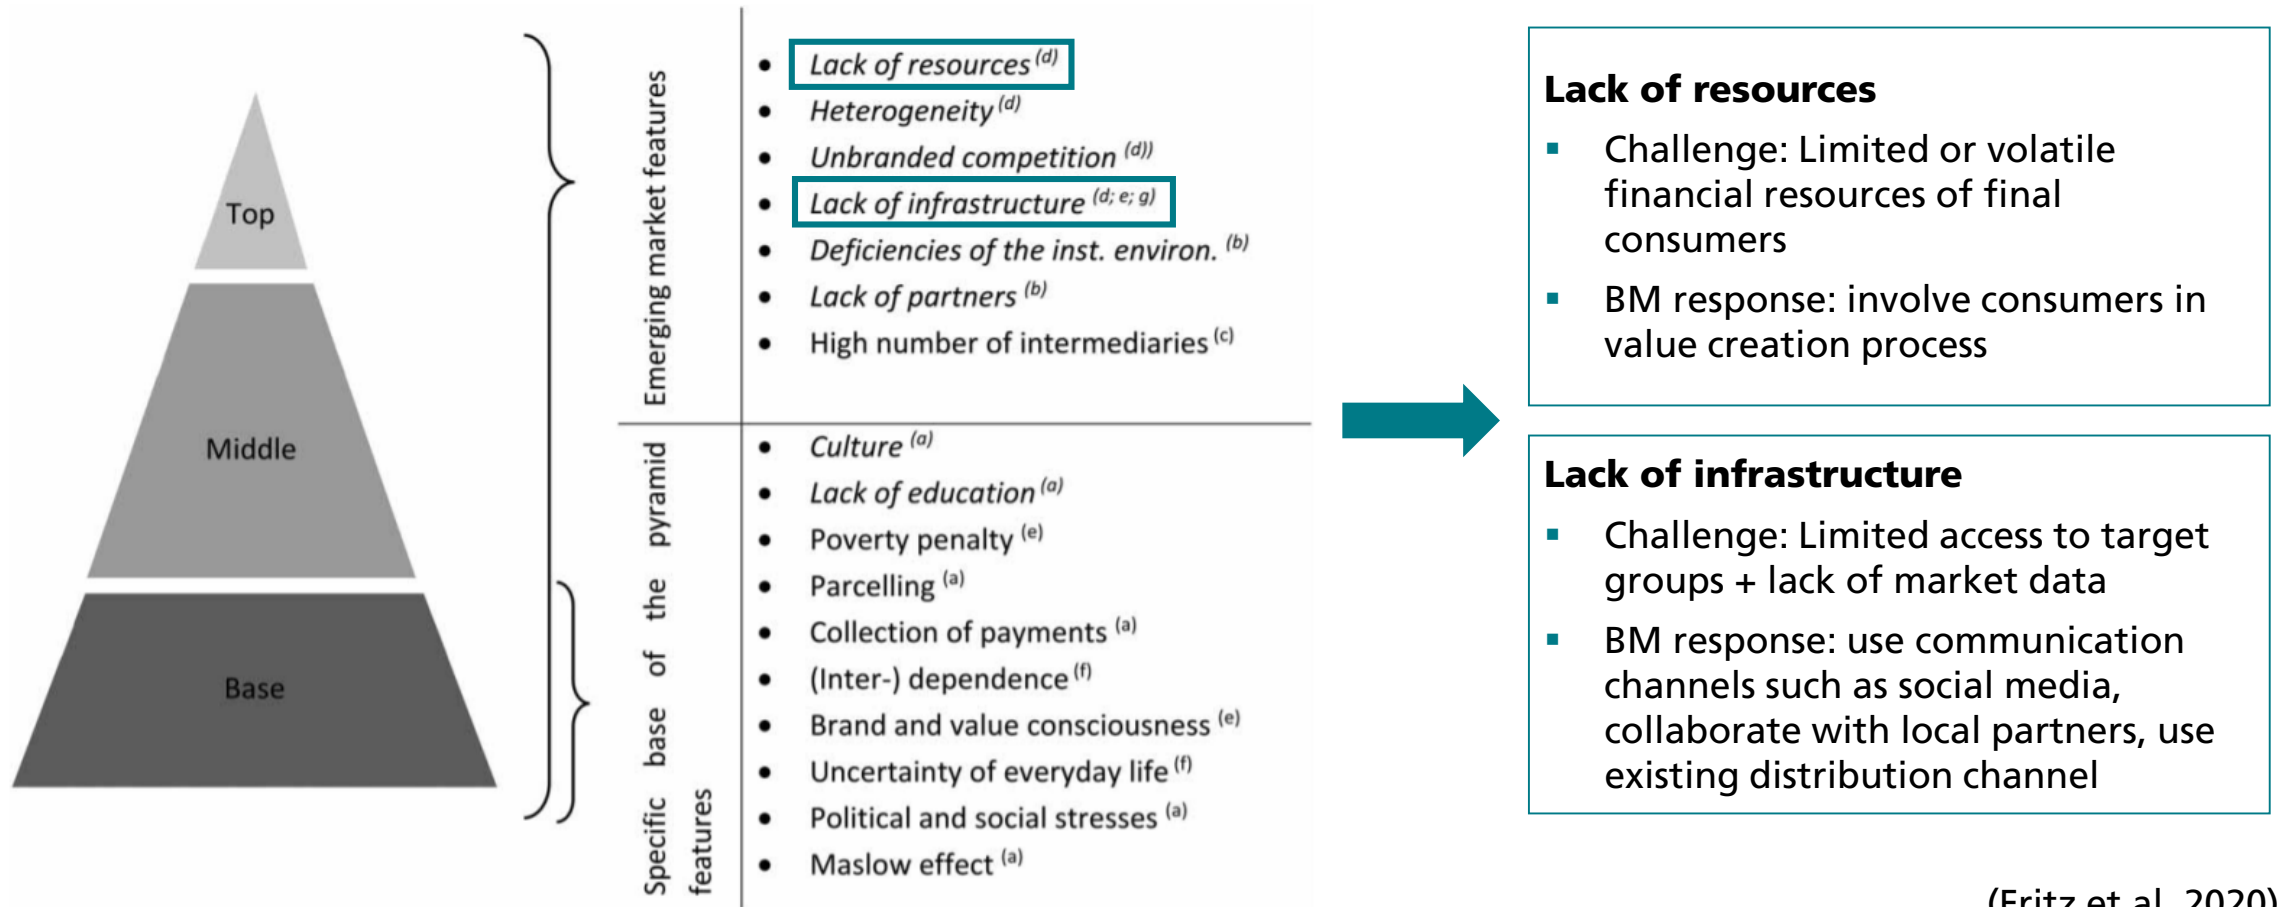 Top
Middle
Base
Emerging market features
• Lack of resources (d)
• Heterogeneity (d)
• Unbranded competition (d))
• Lack of infrastructure (d; e; g)
• Deficiencies of the inst. environ. (b)
• Lack of partners (b)
• High number of intermediaries (c)
Specific base of the pyramid
features
• Culture (a)
• Lack of education (a)
• Poverty penalty (e)
• Parcelling (a)
• Collection of payments (a)
• (Inter-) dependence (f)
• Brand and value consciousness (e)
• Uncertainty of everyday life (f)
• Political and social stresses (a)
• Maslow effect (a)
Lack of resources
▪ Challenge: Limited or volatile
financial resources of final
consumers
▪ BM response: involve consumers in
value creation process
Lack of infrastructure
▪ Challenge: Limited access to target
groups + lack of market data
▪ BM response: use communication
channels such as social media,
collaborate with local partners, use
existing distribution channel
(Fritz et al. 2020)